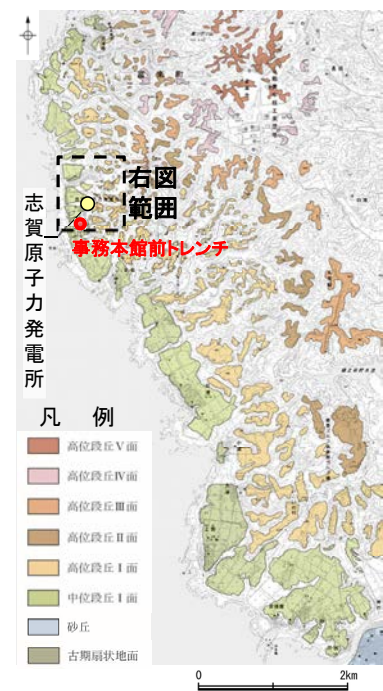 右図
範囲
志賀原子力発電所
事務本館前トレンチ
凡 例
高位段丘Ⅴ面
高位段丘Ⅳ面
高位段丘Ⅲ面
高位段丘Ⅱ面
高位段丘Ⅰ面
中位段丘Ⅰ面
砂丘
古期扇状地面
0 2km